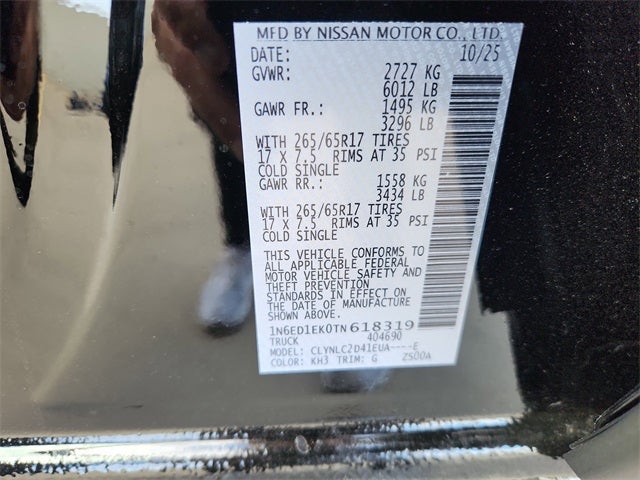 MFD BY NISSAN MOTOR CO., LTD.
DATE: 10/25
GVWR: 2727 KG
6012 LB
GAWR FR.: 1495 KG
3296 LB
WITH 265/65R17 TIRES
17 X 7.5 RIMS AT 35 PSI
COLD SINGLE
GAWR RR.: 1558 KG
3434 LB
WITH 265/65R17 TIRES
17 X 7.5 RIMS AT 35 PSI
COLD SINGLE
THIS VEHICLE CONFORMS TO
ALL APPLICABLE FEDERAL
MOTOR VEHICLE SAFETY AND
THEFT PREVENTION
STANDARDS IN EFFECT ON
THE DATE OF MANUFACTURE
SHOWN ABOVE.
1N6ED1EK0TN618319
TRUCK 404690
MODEL: CLYNLC2D41EUA----E
COLOR: KH3 TRIM: G ZS00A